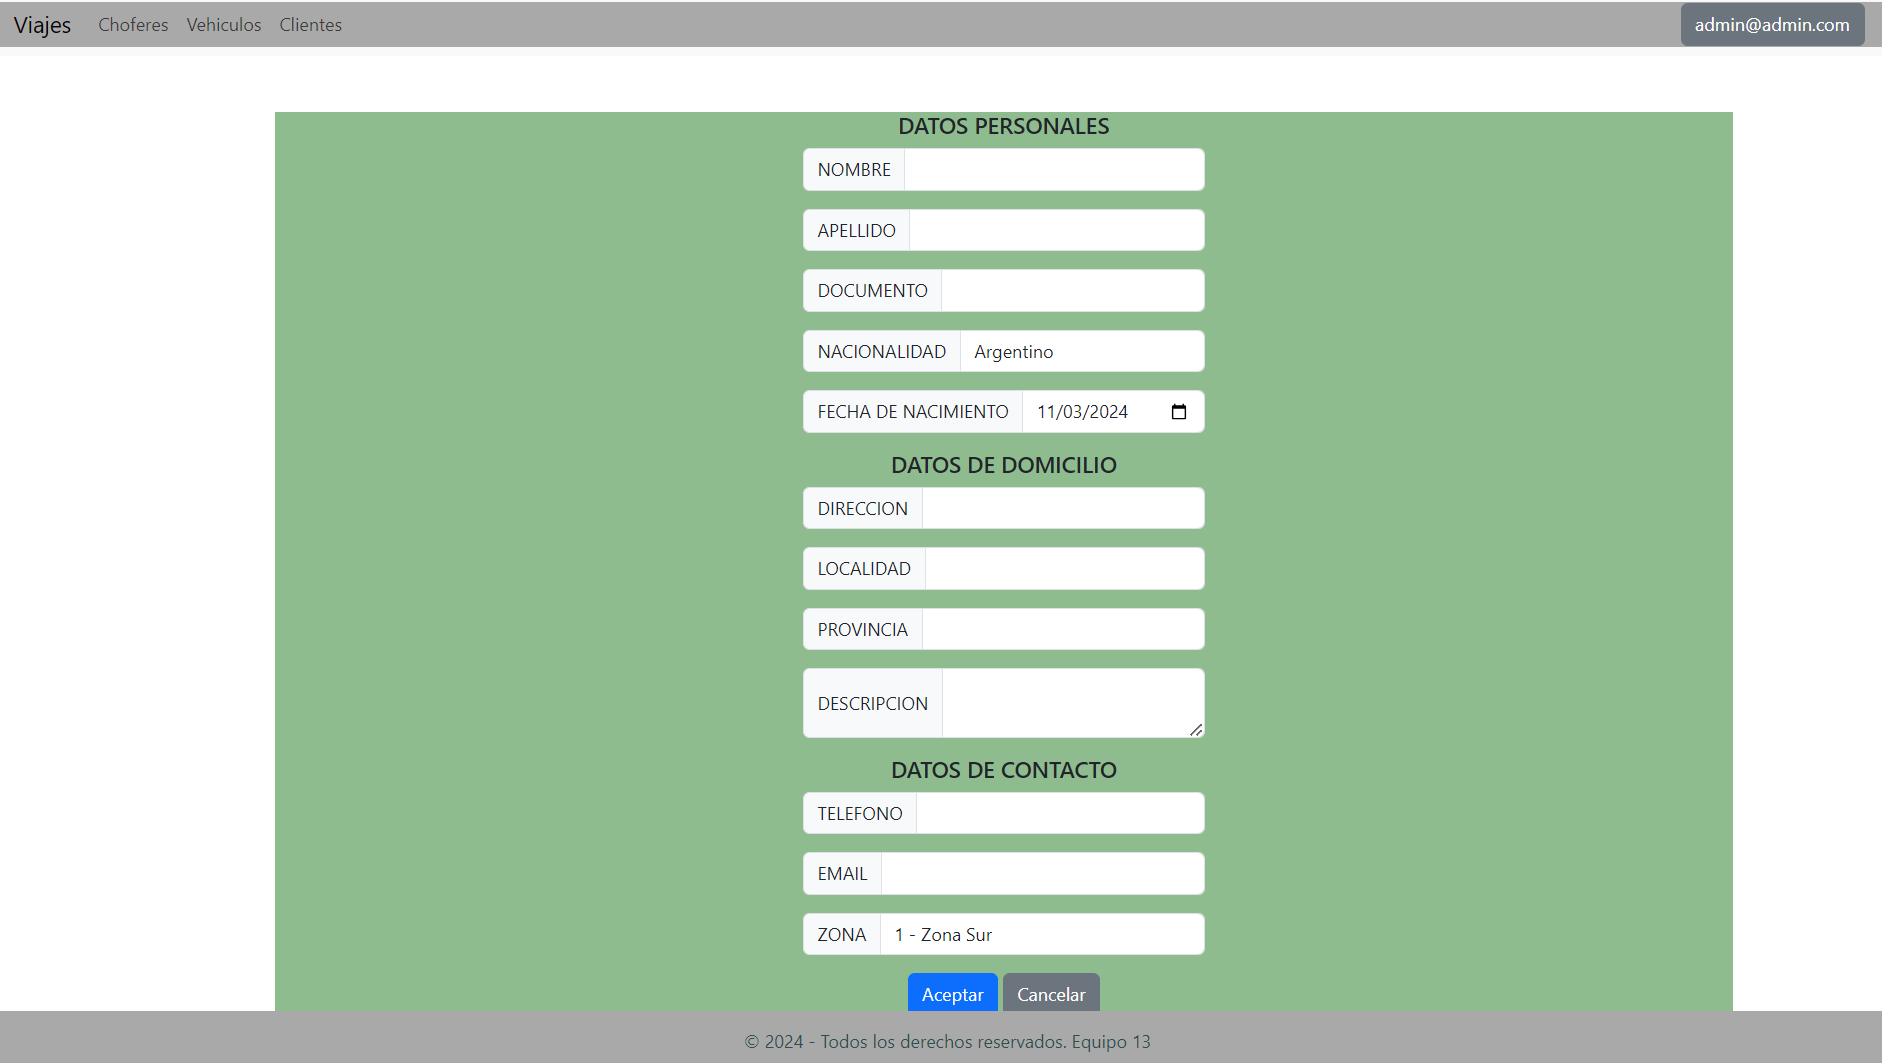 Viajes Choferes Vehiculos Clientes admin@admin.com
DATOS PERSONALES
NOMBRE
APELLIDO
DOCUMENTO
NACIONALIDAD Argentino
FECHA DE NACIMIENTO 11/03/2024
DATOS DE DOMICILIO
DIRECCION
LOCALIDAD
PROVINCIA
DESCRIPCION
DATOS DE CONTACTO
TELEFONO
EMAIL
ZONA 1 - Zona Sur
Aceptar Cancelar
© 2024 - Todos los derechos reservados. Equipo 13